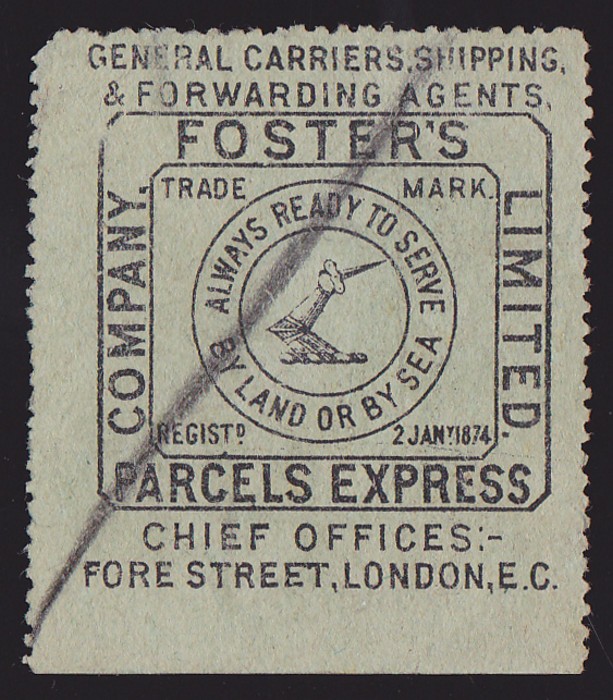 GENERAL CARRIERS, SHIPPING,
& FORWARDING AGENTS,
FOSTER'S
PARCELS EXPRESS
COMPANY,
LIMITED
TRADE MARK.
ALWAYS READY TO SERVE
BY LAND OR BY SEA
REGISTD 2 JANY 1874
CHIEF OFFICES:-
FORE STREET, LONDON, E.C.